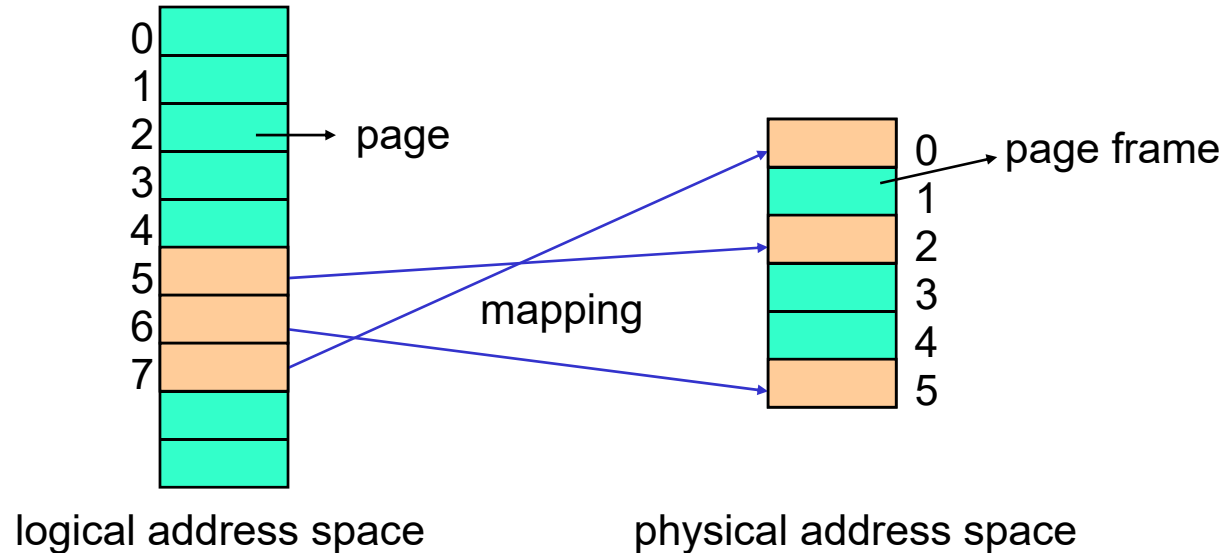 0
1
2
3
4
5
6
7
page
mapping
0
1
2
3
4
5
page frame
logical address space
physical address space